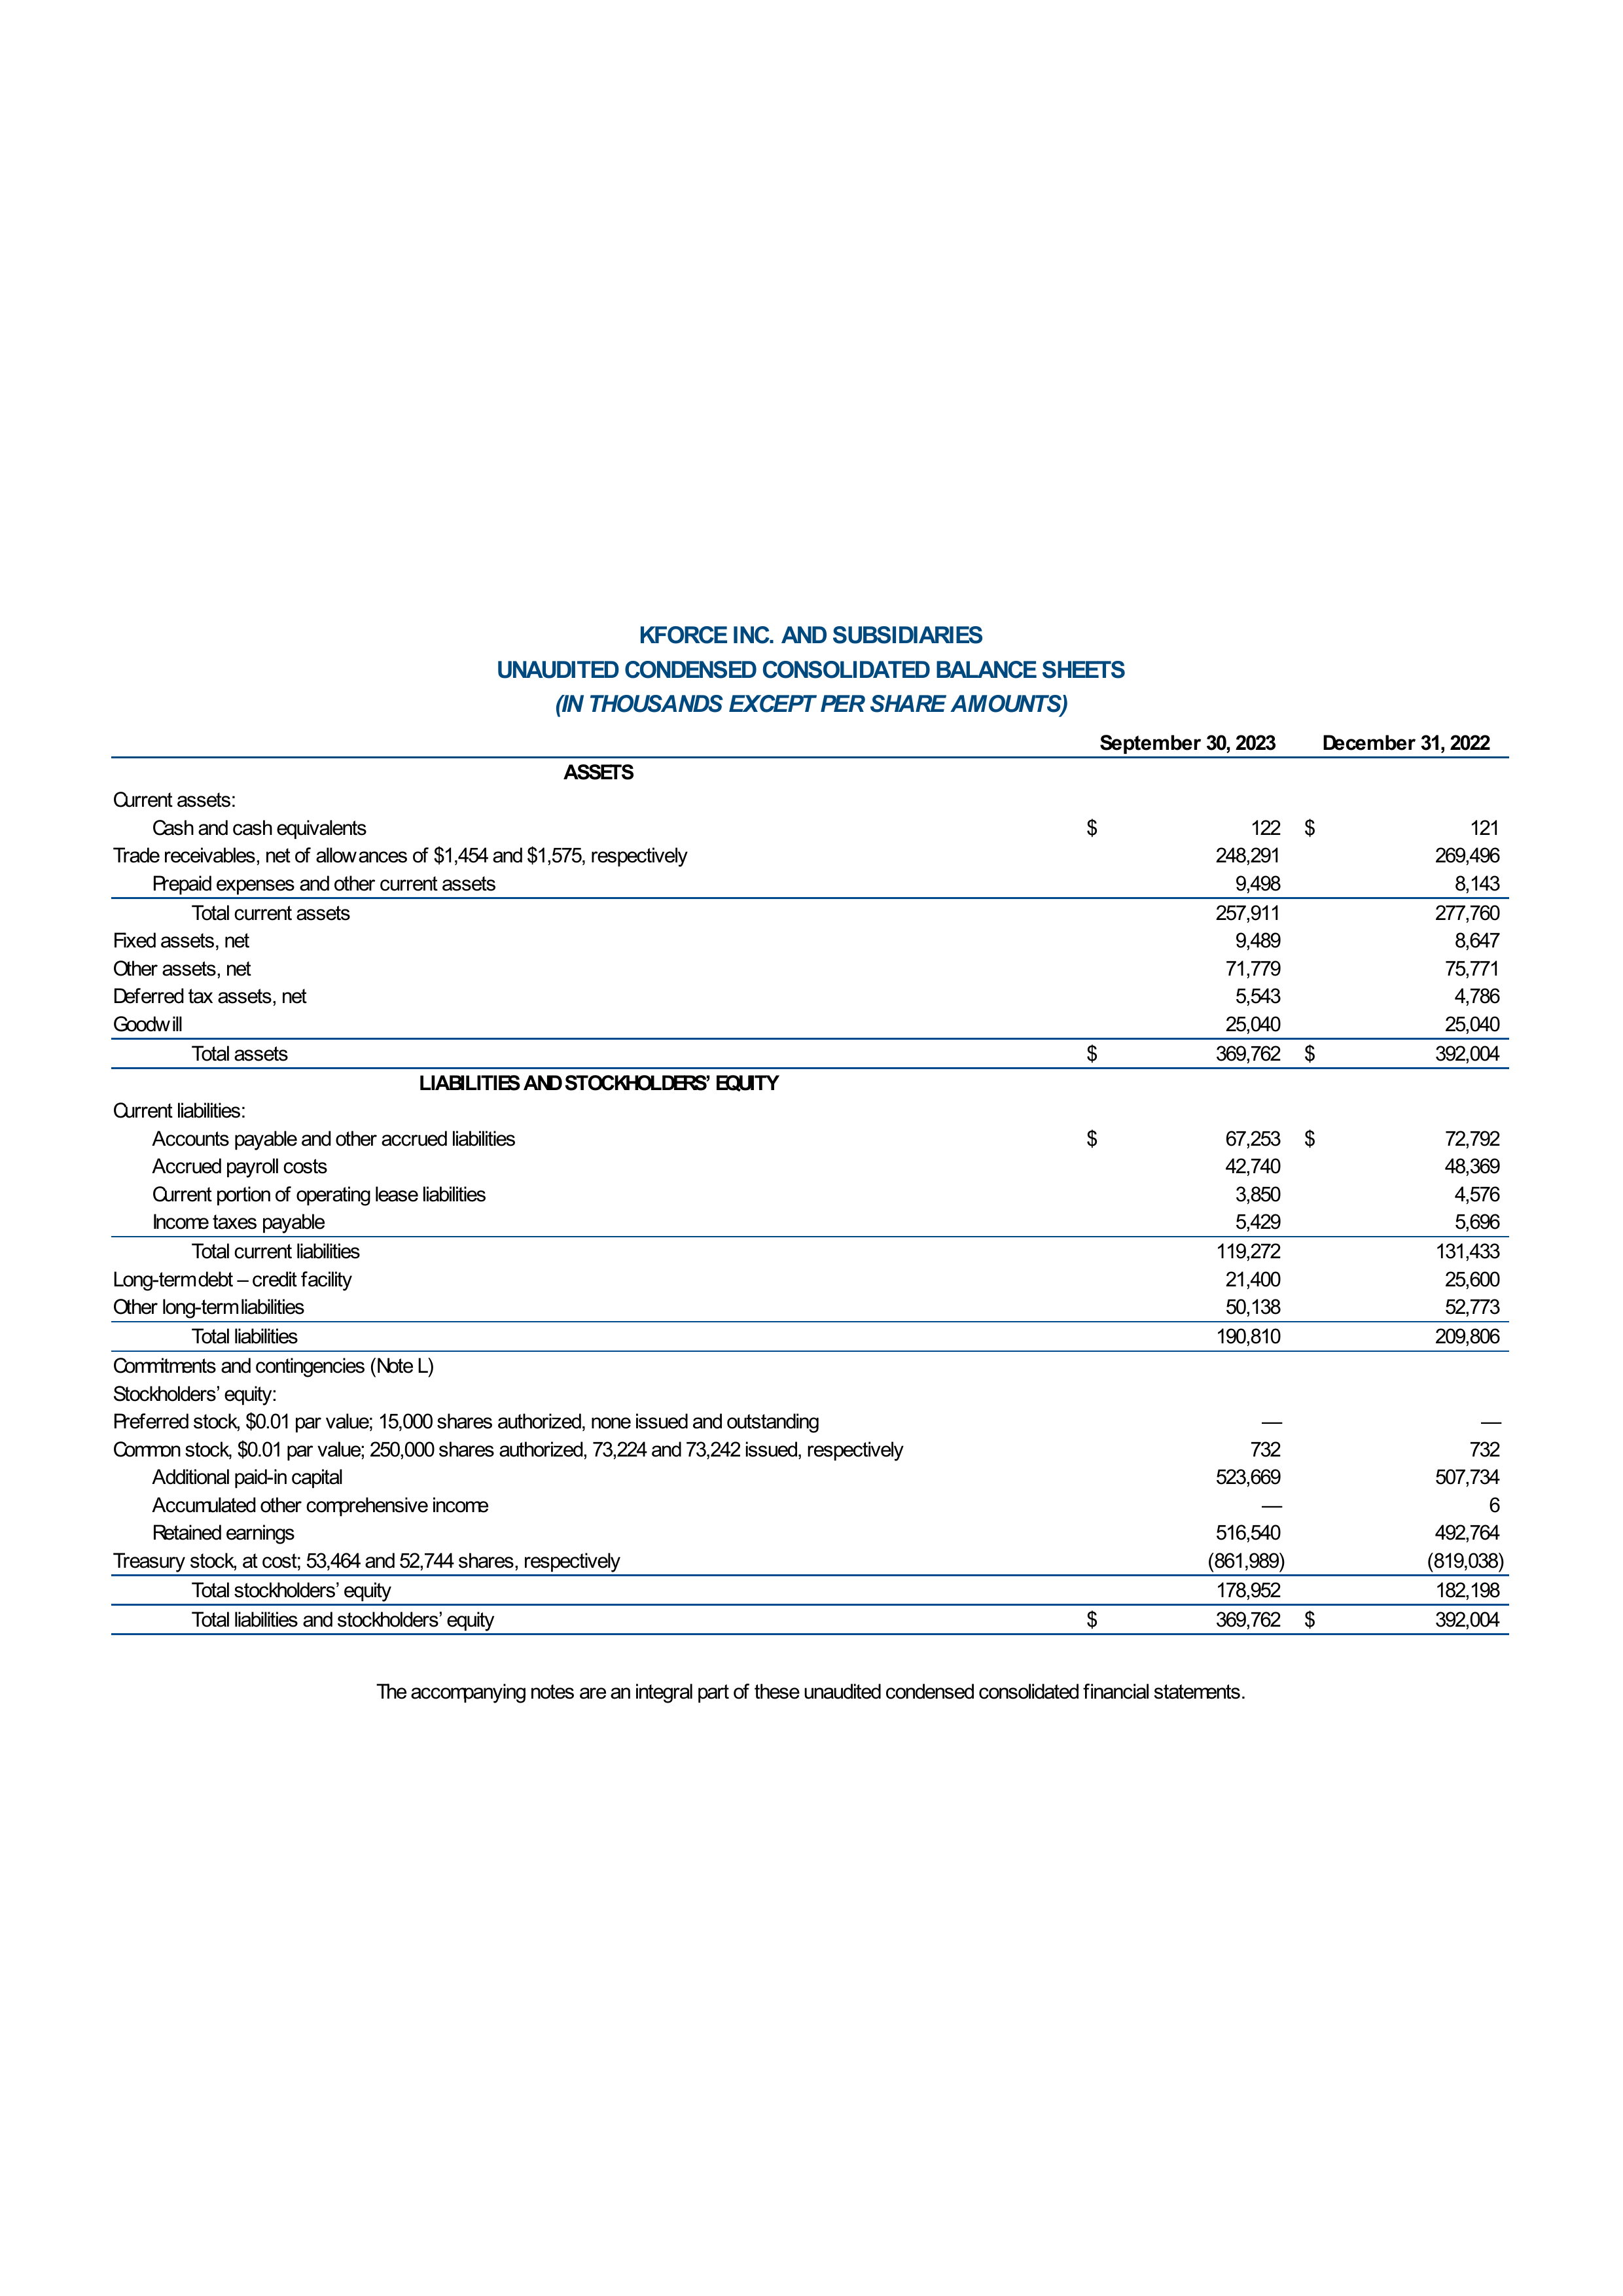 KFORCE INC. AND SUBSIDIARIES
UNAUDITED CONDENSED CONSOLIDATED BALANCE SHEETS
(IN THOUSANDS EXCEPT PER SHARE AMOUNTS)
September 30, 2023 December 31, 2022
ASSETS
Current assets:
Cash and cash equivalents $ 122 $ 121
Trade receivables, net of allowances of $1,454 and $1,575, respectively 248,291 269,496
Prepaid expenses and other current assets 9,498 8,143
Total current assets 257,911 277,760
Fixed assets, net 9,489 8,647
Other assets, net 71,779 75,771
Deferred tax assets, net 5,543 4,786
Goodwill 25,040 25,040
Total assets $ 369,762 $ 392,004
LIABILITIES AND STOCKHOLDERS’ EQUITY
Current liabilities:
Accounts payable and other accrued liabilities $ 67,253 $ 72,792
Accrued payroll costs 42,740 48,369
Current portion of operating lease liabilities 3,850 4,576
Income taxes payable 5,429 5,696
Total current liabilities 119,272 131,433
Long-term debt – credit facility 21,400 25,600
Other long-term liabilities 50,138 52,773
Total liabilities 190,810 209,806
Commitments and contingencies (Note L)
Stockholders’ equity:
Preferred stock, $0.01 par value; 15,000 shares authorized, none issued and outstanding — —
Common stock, $0.01 par value; 250,000 shares authorized, 73,224 and 73,242 issued, respectively 732 732
Additional paid-in capital 523,669 507,734
Accumulated other comprehensive income — 6
Retained earnings 516,540 492,764
Treasury stock, at cost; 53,464 and 52,744 shares, respectively (861,989) (819,038)
Total stockholders’ equity 178,952 182,198
Total liabilities and stockholders’ equity $ 369,762 $ 392,004
The accompanying notes are an integral part of these unaudited condensed consolidated financial statements.